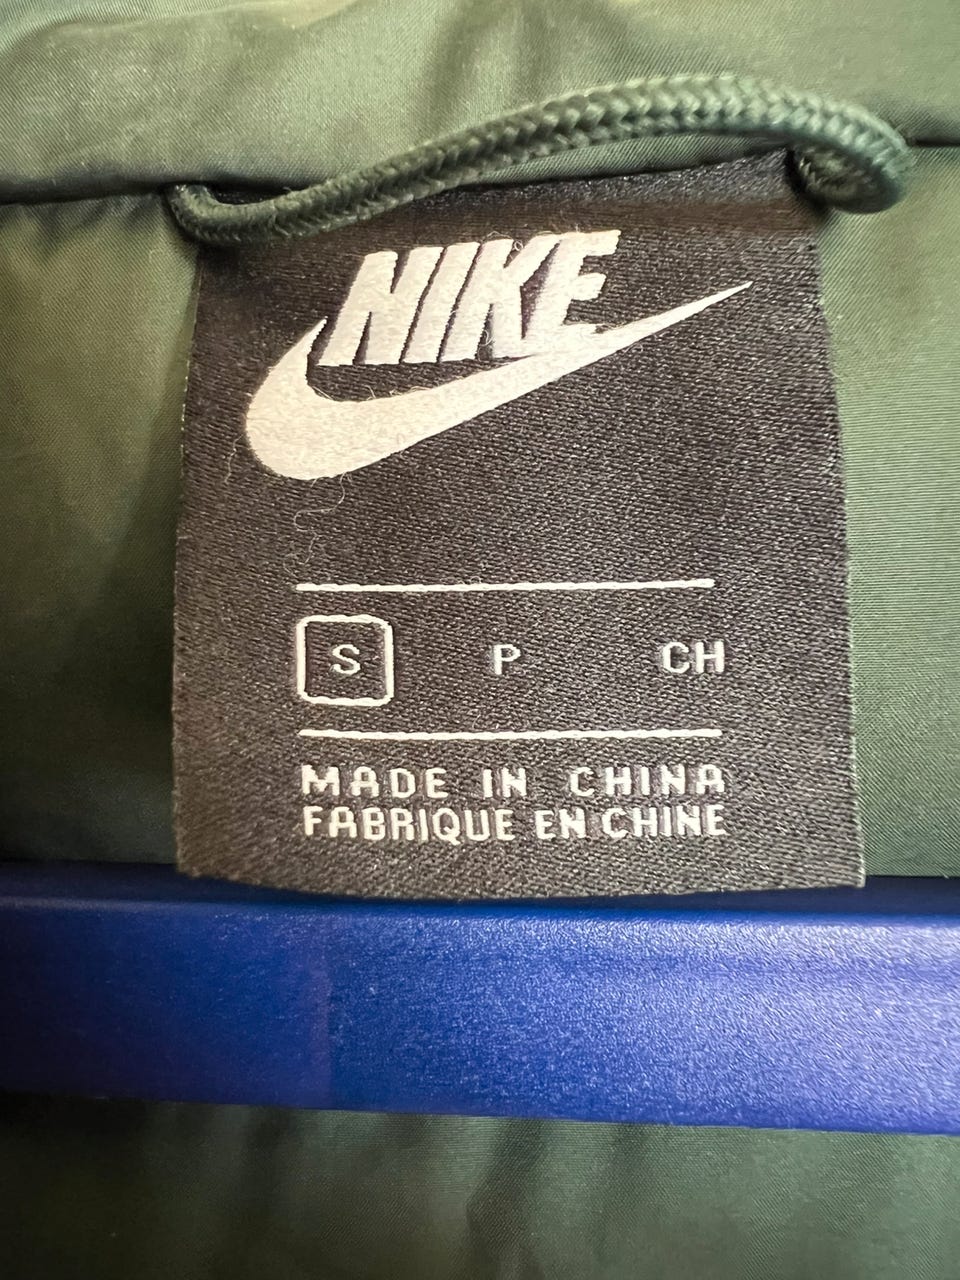 NIKE
S P CH
MADE IN CHINA
FABRIQUE EN CHINE